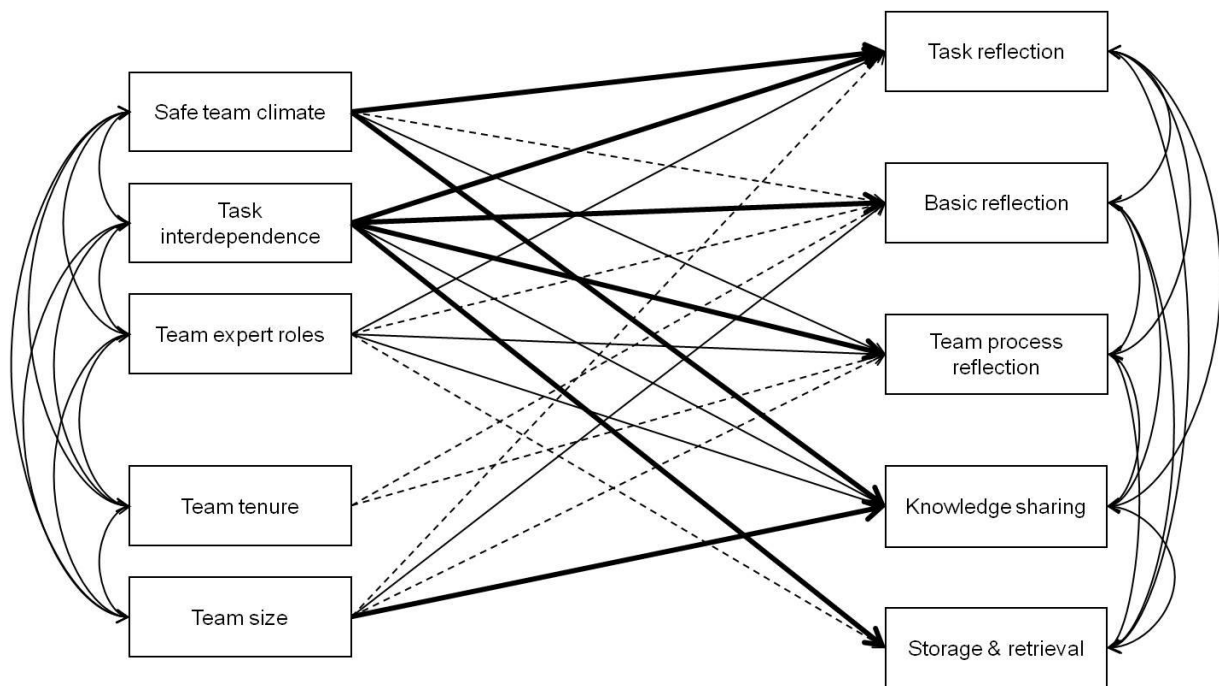 Safe team climate
Task
interdependence
Team expert roles
Team tenure
Team size
Task reflection
Basic reflection
Team process
reflection
Knowledge sharing
Storage & retrieval